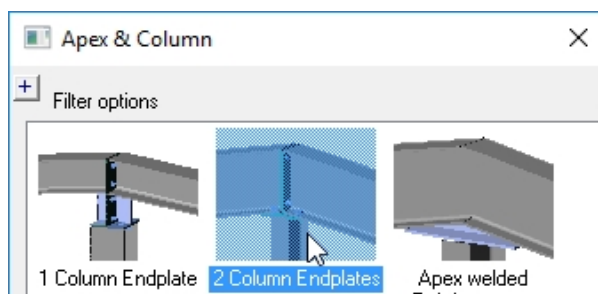 Apex & Column
+
Filter options
1 Column Endplate
2 Column Endplates
Apex welded